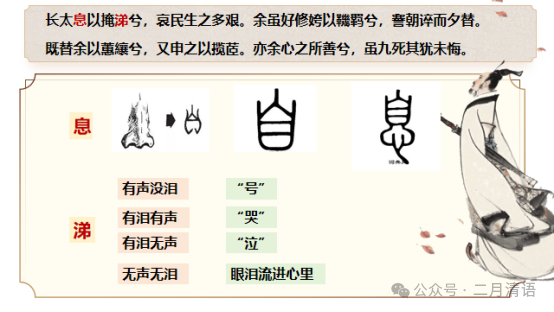 长太息以掩涕兮，哀民生之多艰。余虽好修姱以鞿羁兮，謇朝谇而夕替。
既替余以蕙纕兮，又申之以揽茝。亦余心之所善兮，虽九死其犹未悔。
息
涕
有声没泪 “号”
有泪有声 “哭”
有泪无声 “泣”
无声无泪 眼泪流进心里
公众号 · 二月清语